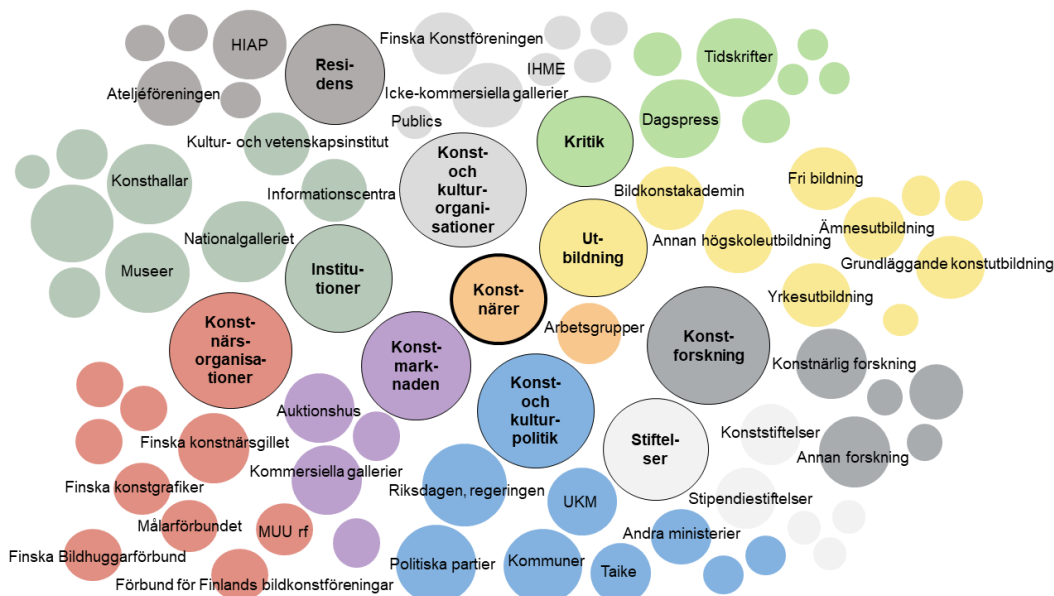 HIAP
Resi-
dens
Ateljéföreningen
Finska Konstföreningen
IHME
Icke-kommersiella gallerier
Publics
Tidskrifter
Dagspress
Kritik
Kultur- och vetenskapsinstitut
Konst-
och
kultur-
organi-
sationer
Konsthallar
Informationscentra
Nationalgalleriet
Museer
Institu-
tioner
Bildkonstakademin
Fri bildning
Ut-
bildning
Annan högskoleutbildning
Ämnesutbildning
Grundläggande konstutbildning
Yrkesutbildning
Konst-
närer
Arbetsgrupper
Konst-
närs-
organisa-
tioner
Konst-
mark-
naden
Konst-
forskning
Konstnärlig forskning
Konst-
och
kultur-
politik
Auktionshus
Finska konstnärsgillet
Kommersiella gallerier
Stiftel-
ser
Konststiftelser
Annan forskning
Finska konstgrafiker
Riksdagen, regeringen
UKM
Stipendiestiftelser
Målarförbundet
MUU rf
Andra ministerier
Finska Bildhuggarförbund
Politiska partier
Kommuner
Taike
Förbund för Finlands bildkonstföreningar